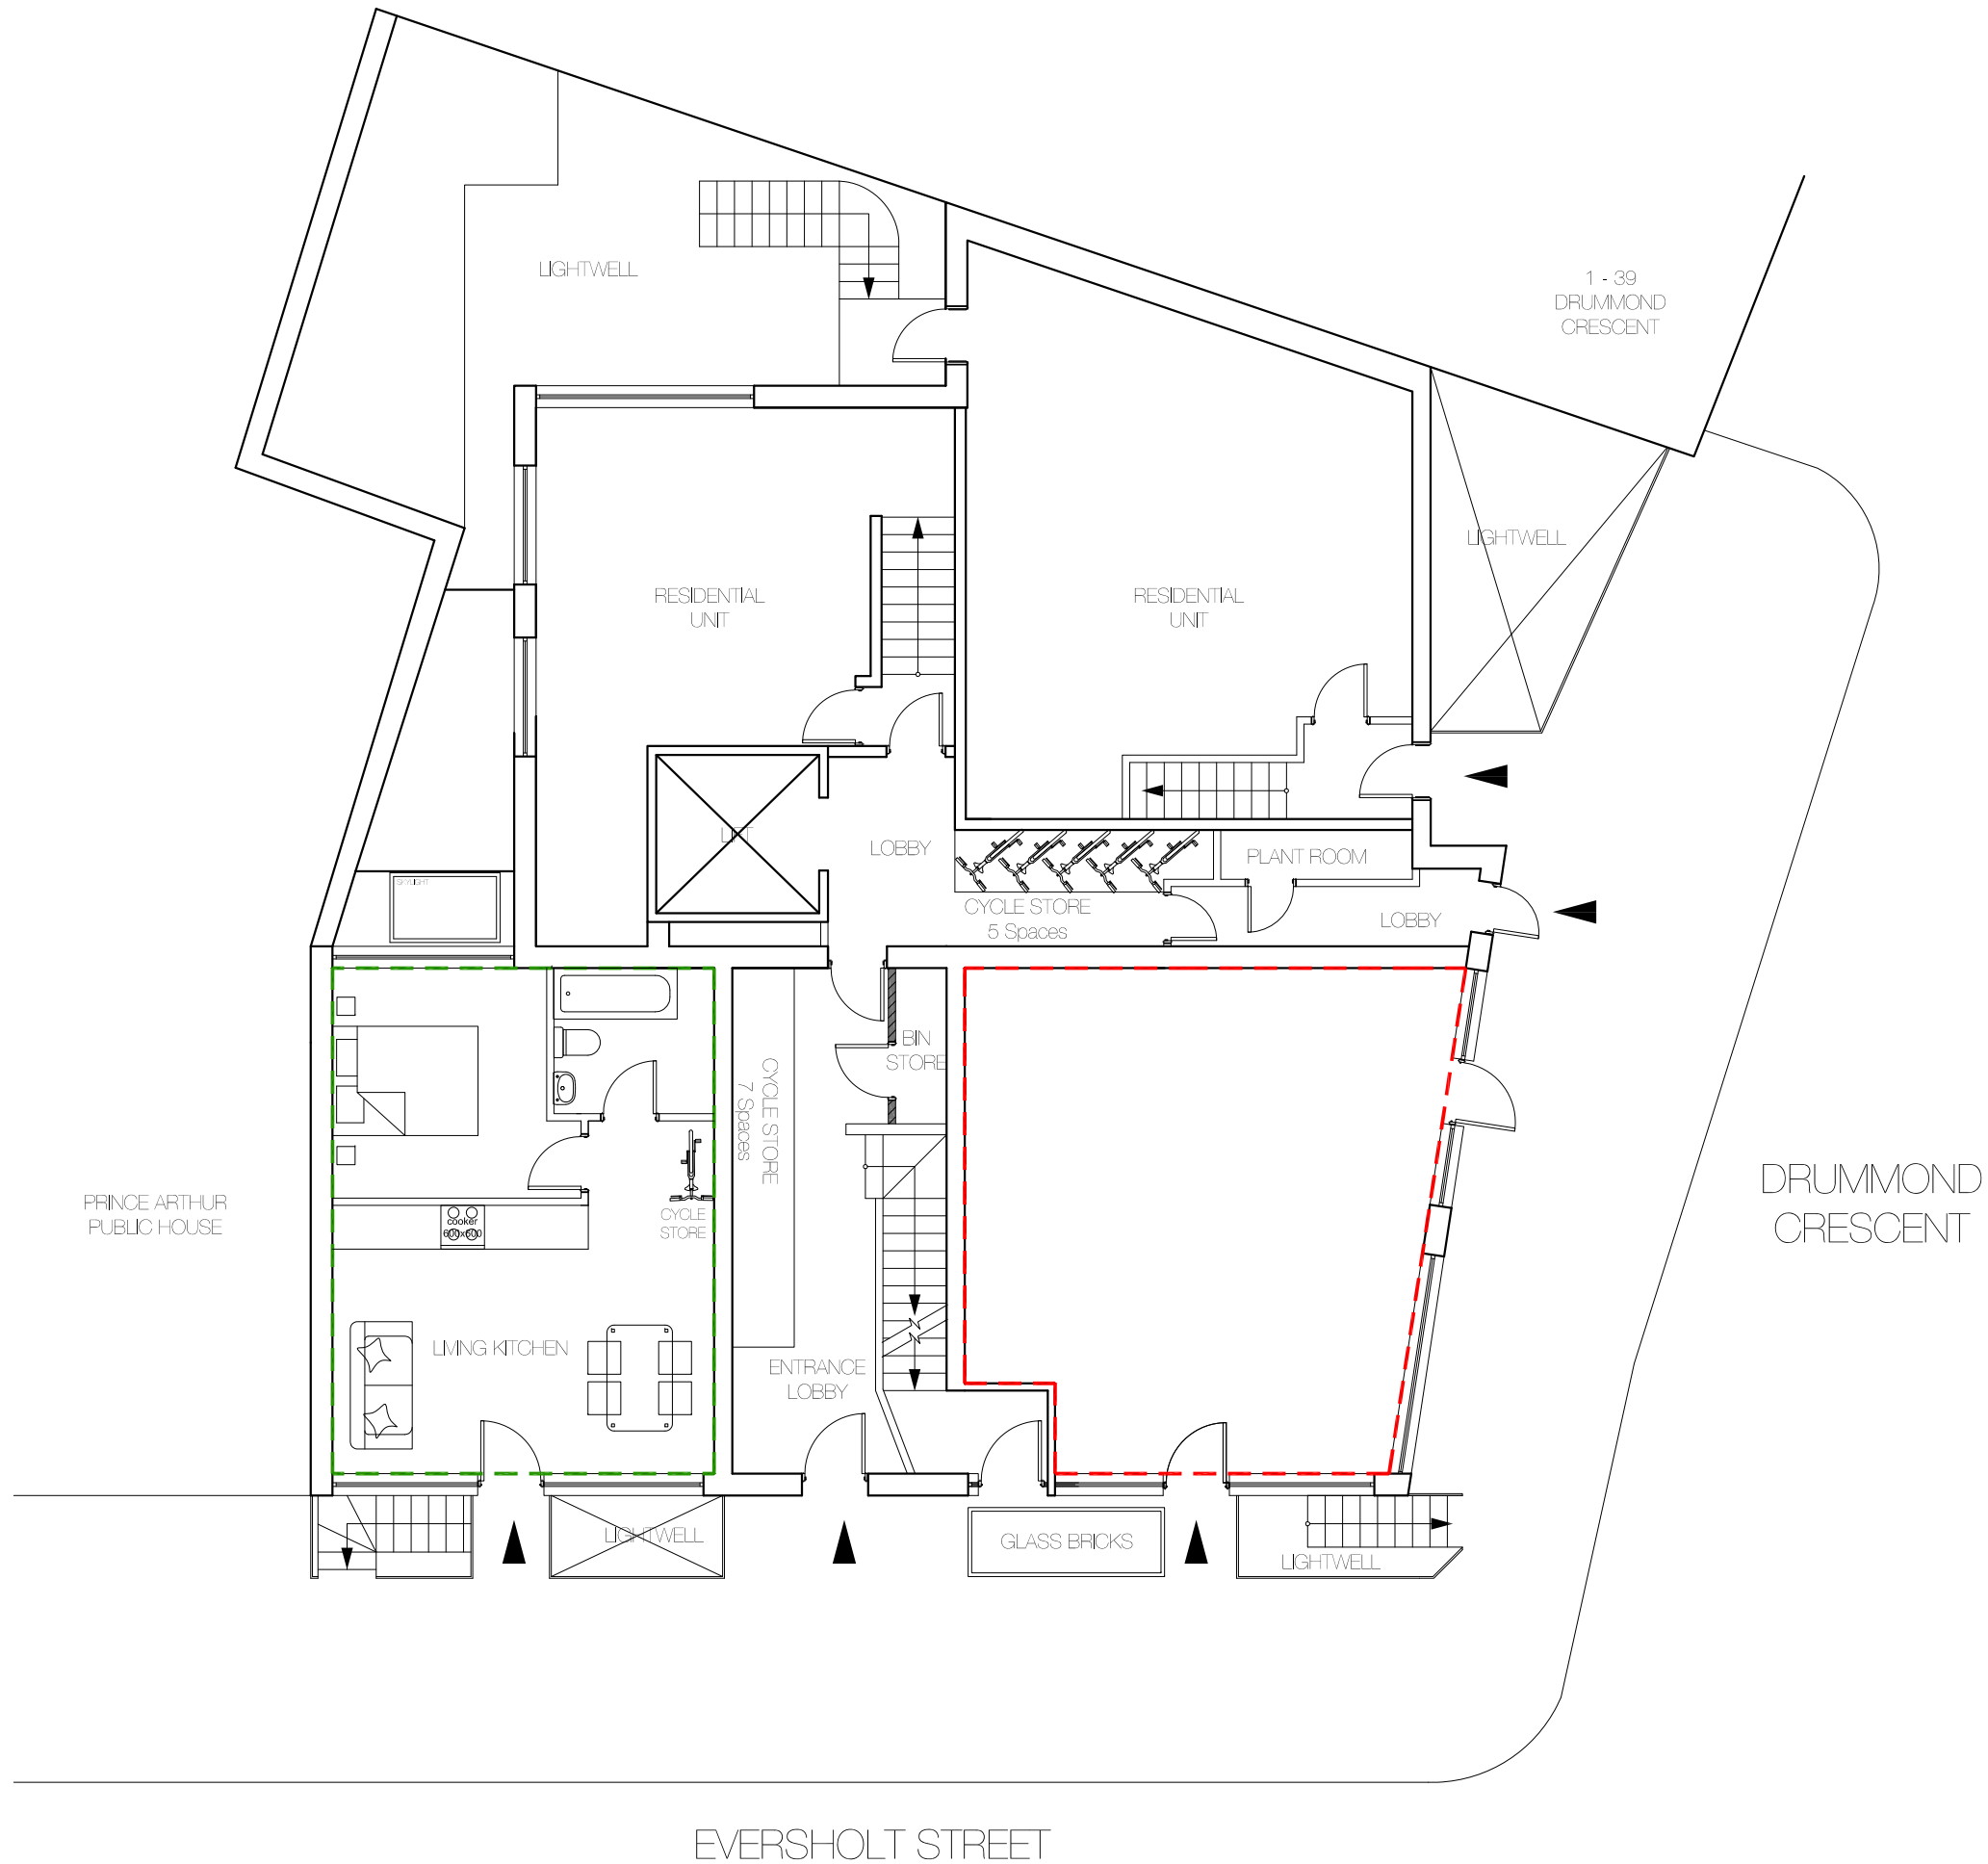 LIGHTWELL
1 - 39
DRUMMOND
CRESCENT
LIGHTWELL
RESIDENTIAL
UNIT
RESIDENTIAL
UNIT
LIFT
LOBBY
PLANT ROOM
SKYLIGHT
CYCLE STORE
5 Spaces
LOBBY
BIN
STORE
CYCLE STORE
7 Spaces
PRINCE ARTHUR
PUBLIC HOUSE
cooker
600x600
CYCLE
STORE
DRUMMOND
CRESCENT
LIVING KITCHEN
ENTRANCE
LOBBY
LIGHTWELL
GLASS BRICKS
LIGHTWELL
EVERSHOLT STREET